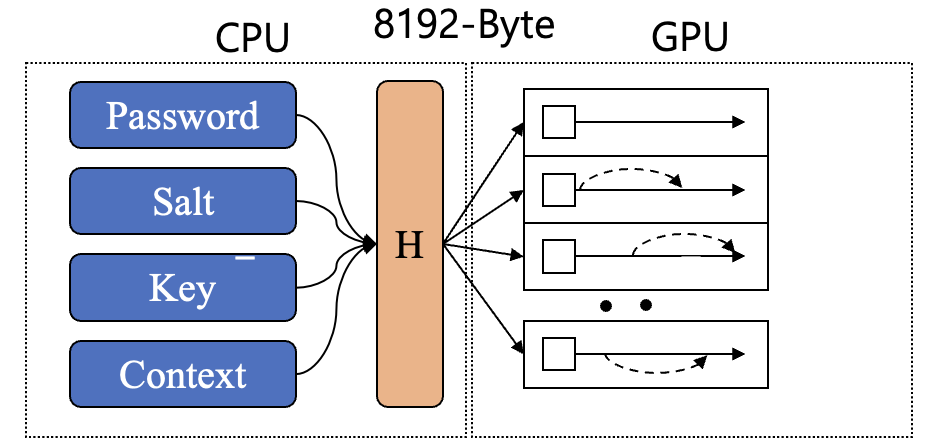 CPU
8192-Byte
GPU
Password
Salt
Key
Context
H